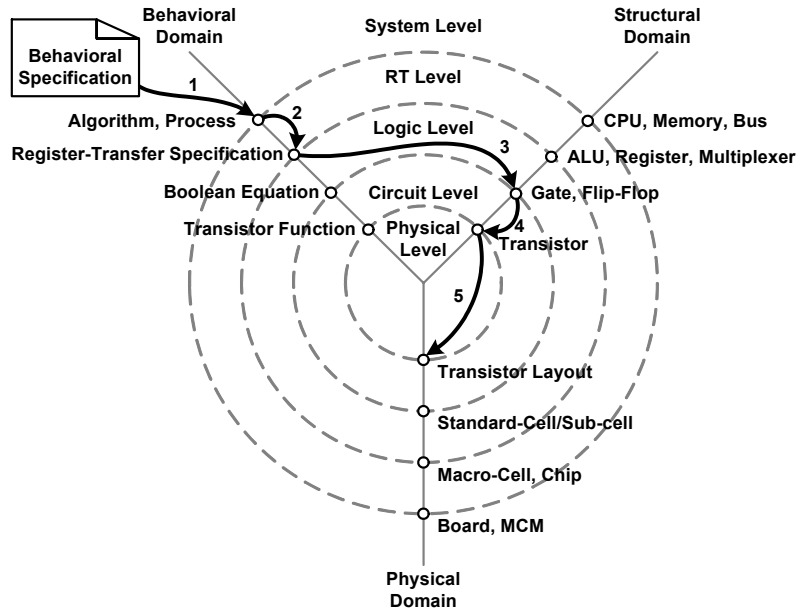 Behavioral
Domain
System Level
Structural
Domain
Behavioral
Specification
1
RT Level
2
Algorithm, Process
CPU, Memory, Bus
Logic Level
3
Register-Transfer Specification
ALU, Register, Multiplexer
Boolean Equation
Circuit Level
Gate, Flip-Flop
Transistor Function
Physical
Level
4
Transistor
5
Transistor Layout
Standard-Cell/Sub-cell
Macro-Cell, Chip
Board, MCM
Physical
Domain